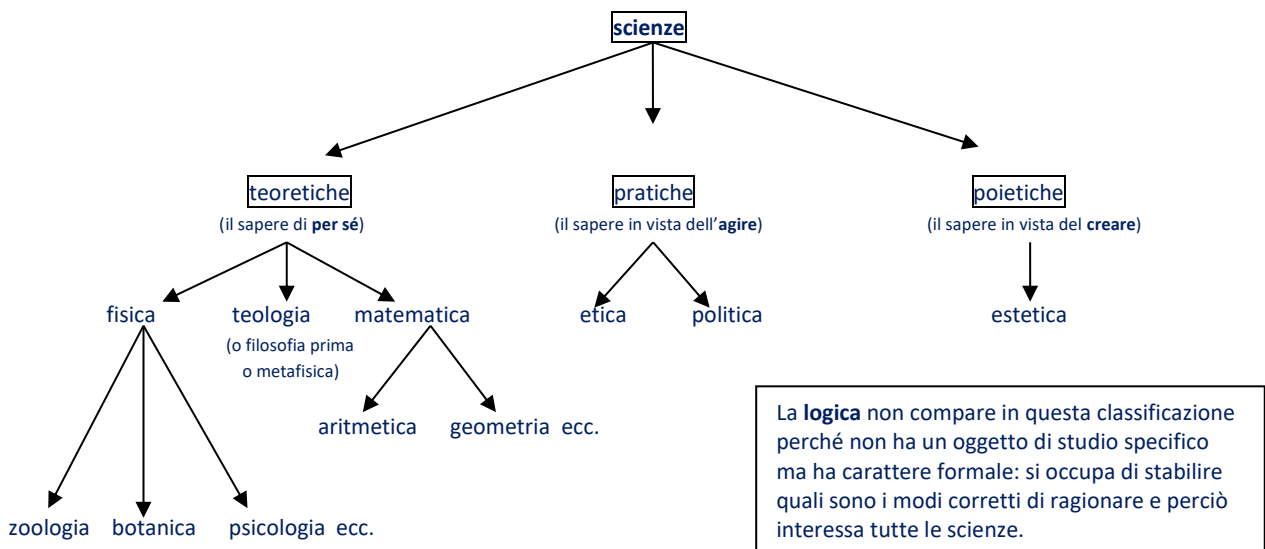 scienze
teoretiche
pratiche
poietiche
(il sapere di per sé)
(il sapere in vista dell’agire)
(il sapere in vista del creare)
fisica
teologia
matematica
etica
politica
estetica
(o filosofia prima
o metafisica)
aritmetica
geometria ecc.
La logica non compare in questa classificazione
perché non ha un oggetto di studio specifico
ma ha carattere formale: si occupa di stabilire
quali sono i modi corretti di ragionare e perciò
interessa tutte le scienze.
zoologia
botanica
psicologia ecc.